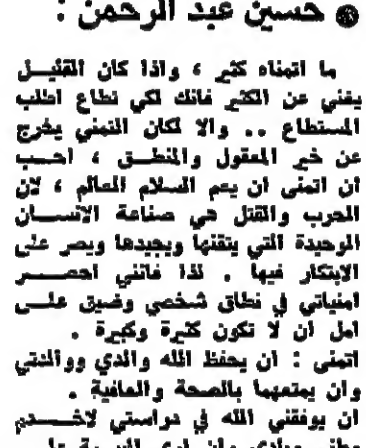 حسين عبد الرحمن :
ما اتمناه كثير ، واذا كان القليل
يغني عن الكثير فانك لكي تطاع اطلب
المستطاع .. والا لكان التمني يخرج
عن خير المعقول والمنطق ، احب
ان اتمنى ان يعم السلام العالم ، لان
الحرب والقتل هي صناعة الانسان
الوحيدة التي يتقنها ويجيدها ويصر على
الابتكار فيها . لذا فانني احصر
امنياتي في نطاق شخصي وضيق على
امل ان لا تكون كثيرة وكبيرة .
اتمنى : ان يحفظ الله والدي ووالدتي
وان يمتعهما بالصحة والعافية .
ان يوفقني الله في دراستي لاخدم